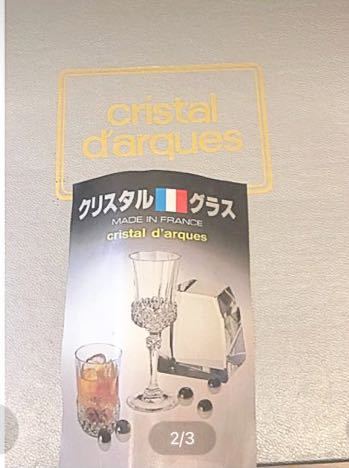 cristal
d'arques
クリスタル グラス
MADE IN FRANCE
cristal d'arques
2/3